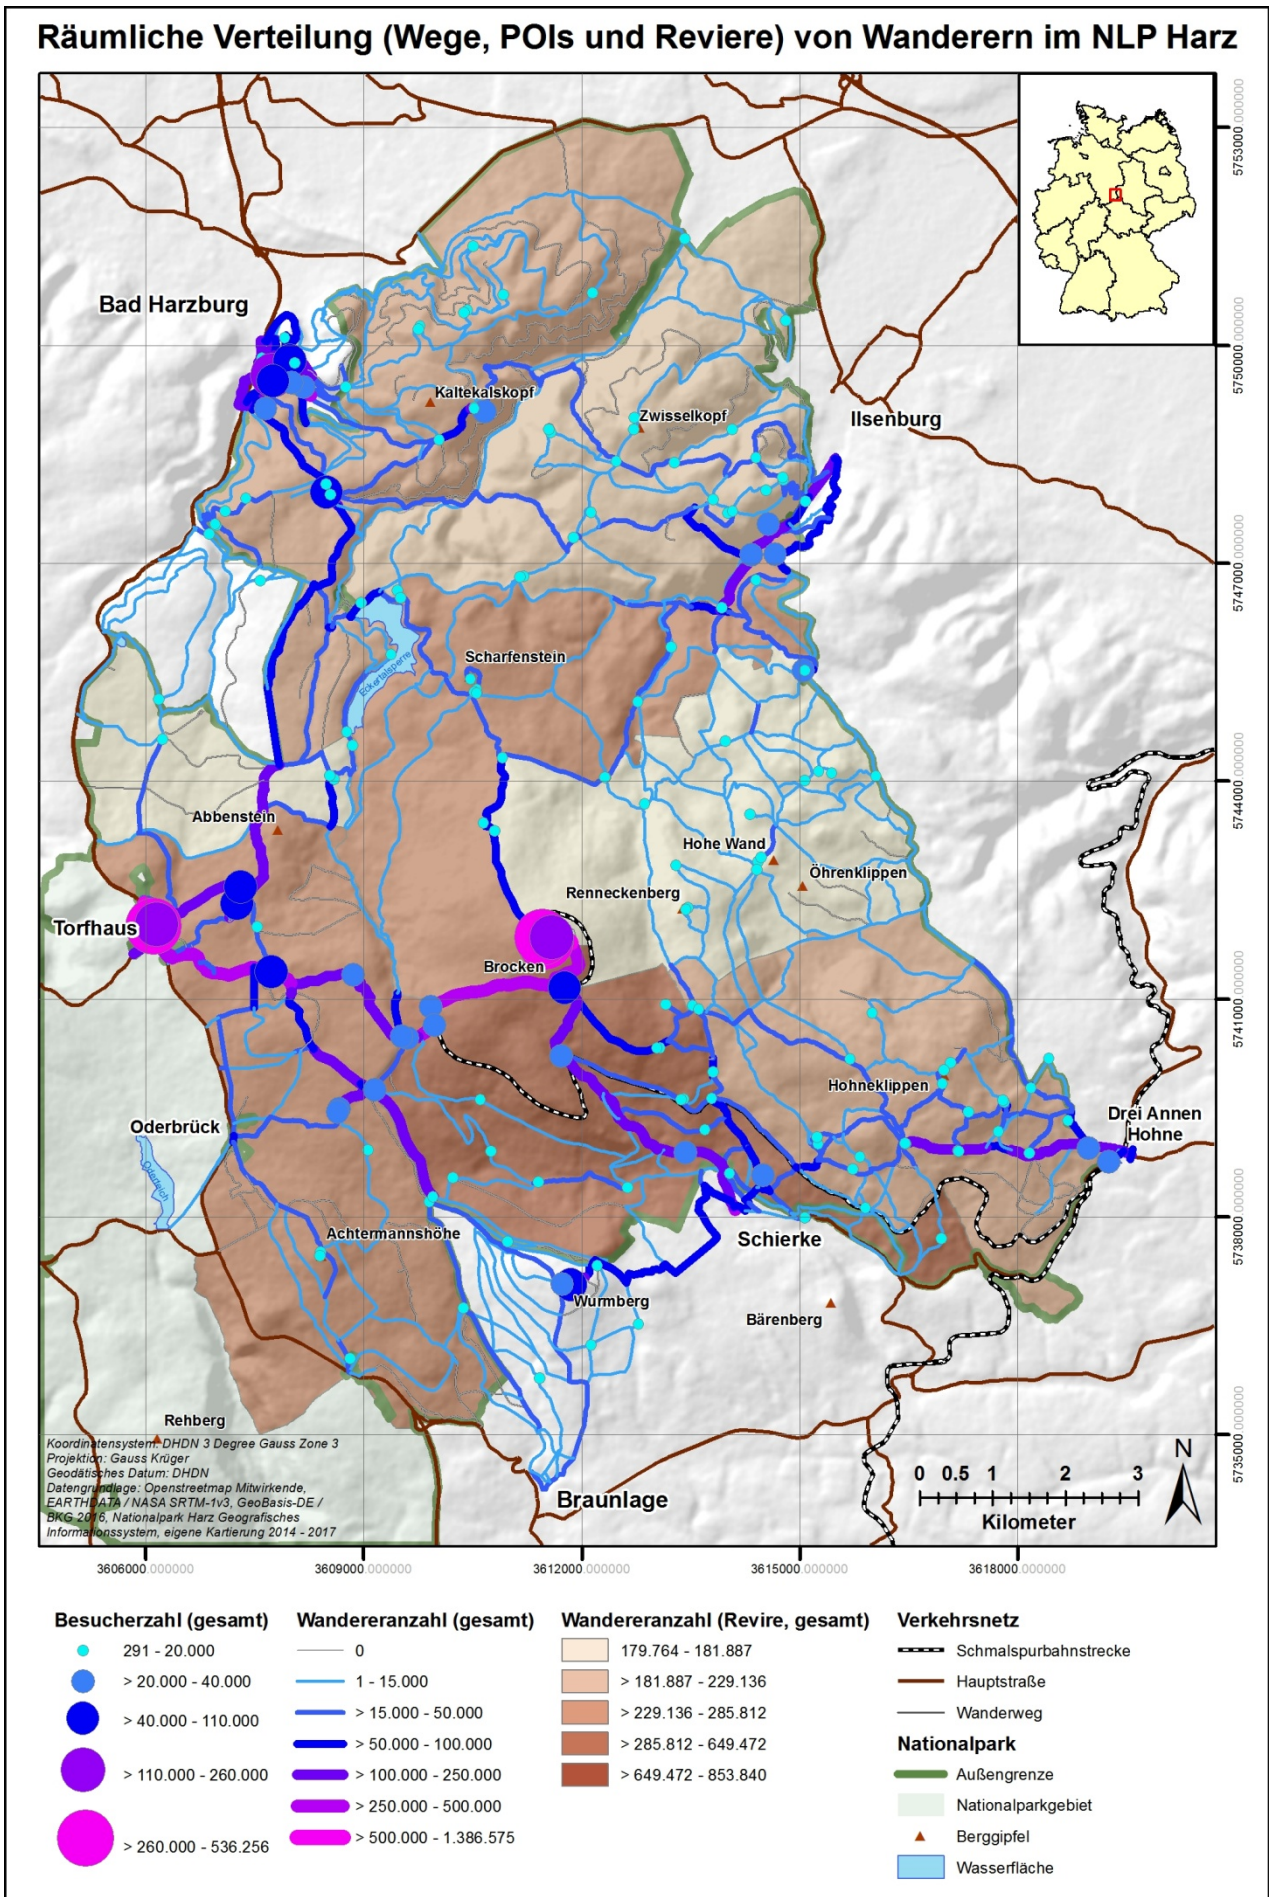 Räumliche Verteilung (Wege, POIs und Reviere) von Wanderern im NLP Harz
5753000.000000
Bad Harzburg
5750000.000000
Kaltekalskopf
Zwisselkopf
Ilsenburg
5747000.000000
Scharfenstein
Eckertalsperre
5744000.000000
Abbenstein
Hohe Wand
Öhrenklippen
Renneckenberg
Torfhaus
Brocken
5741000.000000
Hohneklippen
Drei Annen
Hohne
Oderbrück
Oderteich
Achtermannshöhe
Schierke
5738000.000000
Wurmberg
Bärenberg
Rehberg
5735000.000000
Koordinatensystem: DHDN 3 Degree Gauss Zone 3
Projektion: Gauss Krüger
Geodätisches Datum: DHDN
Datengrundlage: Openstreetmap Mitwirkende,
EARTHDATA / NASA SRTM-1v3, GeoBasis-DE /
BKG 2016, Nationalpark Harz Geografisches
Informationssystem, eigene Kartierung 2014 - 2017
Braunlage
N
0 0.5 1 2 3
Kilometer
3606000.000000 3609000.000000 3612000.000000 3615000.000000 3618000.000000
Besucherzahl (gesamt)
291 - 20.000
> 20.000 - 40.000
> 40.000 - 110.000
> 110.000 - 260.000
> 260.000 - 536.256
Wandereranzahl (gesamt)
0
1 - 15.000
> 15.000 - 50.000
> 50.000 - 100.000
> 100.000 - 250.000
> 250.000 - 500.000
> 500.000 - 1.386.575
Wandereranzahl (Revire, gesamt)
179.764 - 181.887
> 181.887 - 229.136
> 229.136 - 285.812
> 285.812 - 649.472
> 649.472 - 853.840
Verkehrsnetz
Schmalspurbahnstrecke
Hauptstraße
Wanderweg
Nationalpark
Außengrenze
Nationalparkgebiet
Berggipfel
Wasserfläche